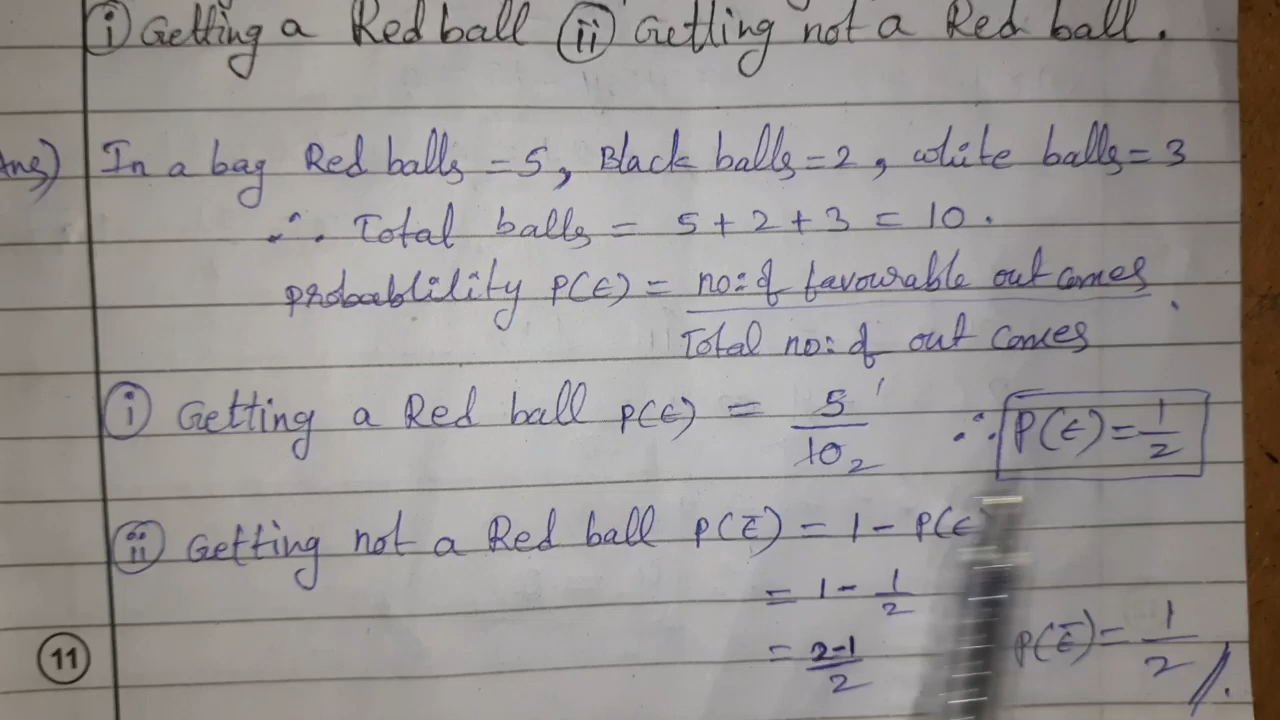 (i) Getting a Red ball (ii) Getting not a Red ball.
Ans) In a bag Red balls = 5, Black balls = 2, white balls = 3
∴ Total balls = 5 + 2 + 3 = 10.
probablility P(E) = no: of favourable out comes
Total no: of out comes
(i) Getting a Red ball P(E) = 5 1 / 10 2 ∴ P(E) = 1/2
(ii) Getting not a Red ball P(Ē) = 1 - P(E
= 1 - 1/2
= 2-1/2 P(Ē) = 1/2 //.
11